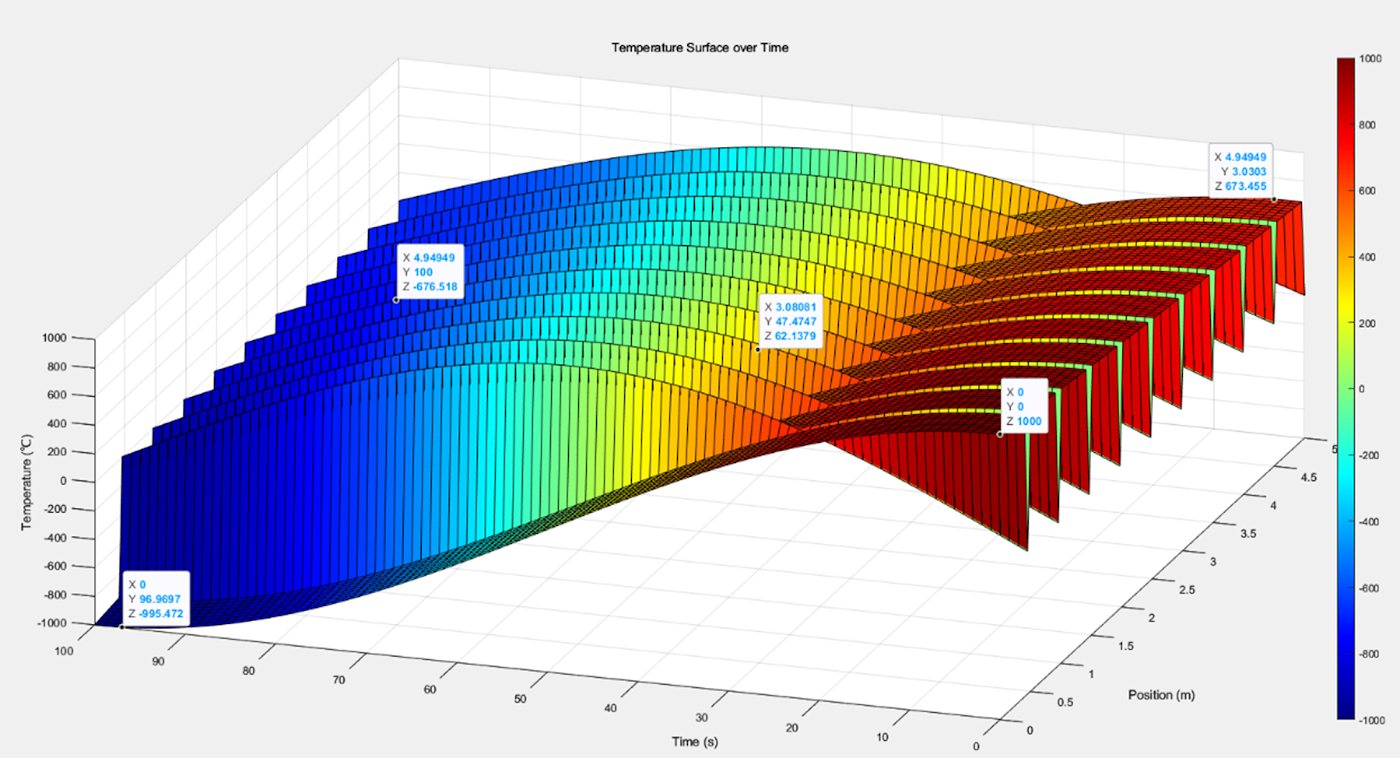 Temperature Surface over Time
X 4.94949
Y 3.0303
Z 673.455
X 4.94949
Y 100
Z -676.518
X 3.08081
Y 47.4747
Z 62.1379
X 0
Y 0
Z 1000
X 0
Y 96.9697
Z -995.472
1000
800
600
400
200
0
-200
-400
-600
-800
-1000
Temperature (℃)
100
90
80
70
60
50
40
30
20
10
0
Time (s)
0
0.5
1
1.5
2
2.5
3
3.5
4
4.5
5
Position (m)
1000
800
600
400
200
0
-200
-400
-600
-800
-1000